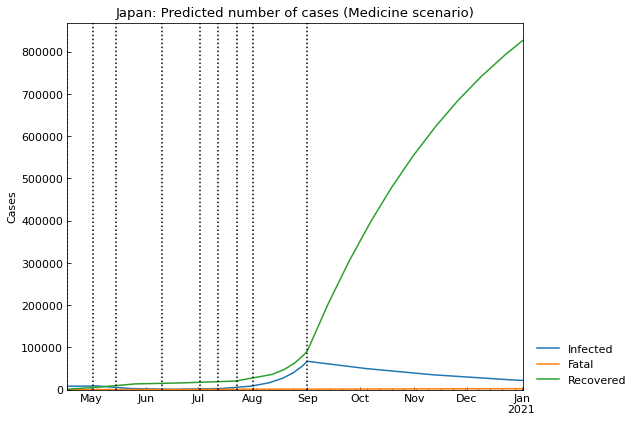 Japan: Predicted number of cases (Medicine scenario)
Cases
800000
700000
600000
500000
400000
300000
200000
100000
0
May Jun Jul Aug Sep Oct Nov Dec Jan
2021
Infected
Fatal
Recovered